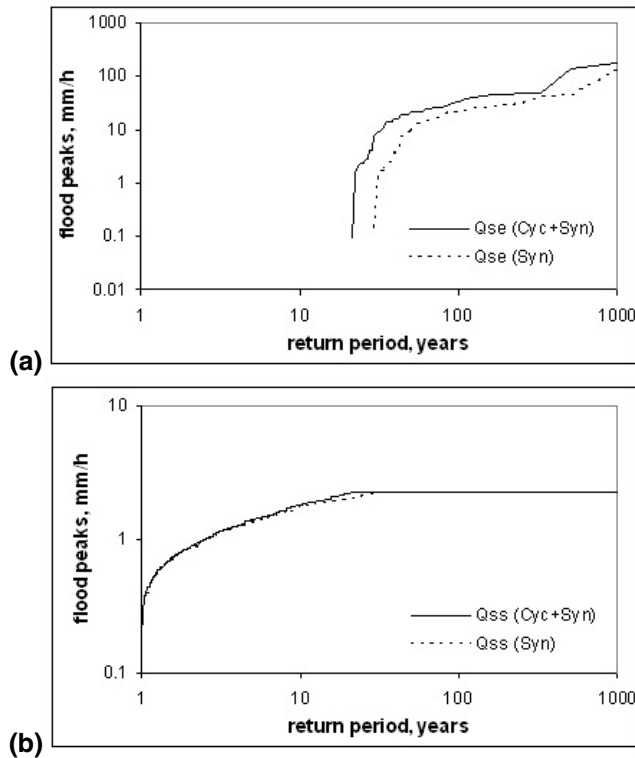 1000
100
10
1
0.1
0.01
flood peaks, mm/h
Qse (Cyc+Syn)
Qse (Syn)
1 10 100 1000
return period, years
(a)
10
1
0.1
flood peaks, mm/h
Qss (Cyc+Syn)
Qss (Syn)
1 10 100 1000
return period, years
(b)